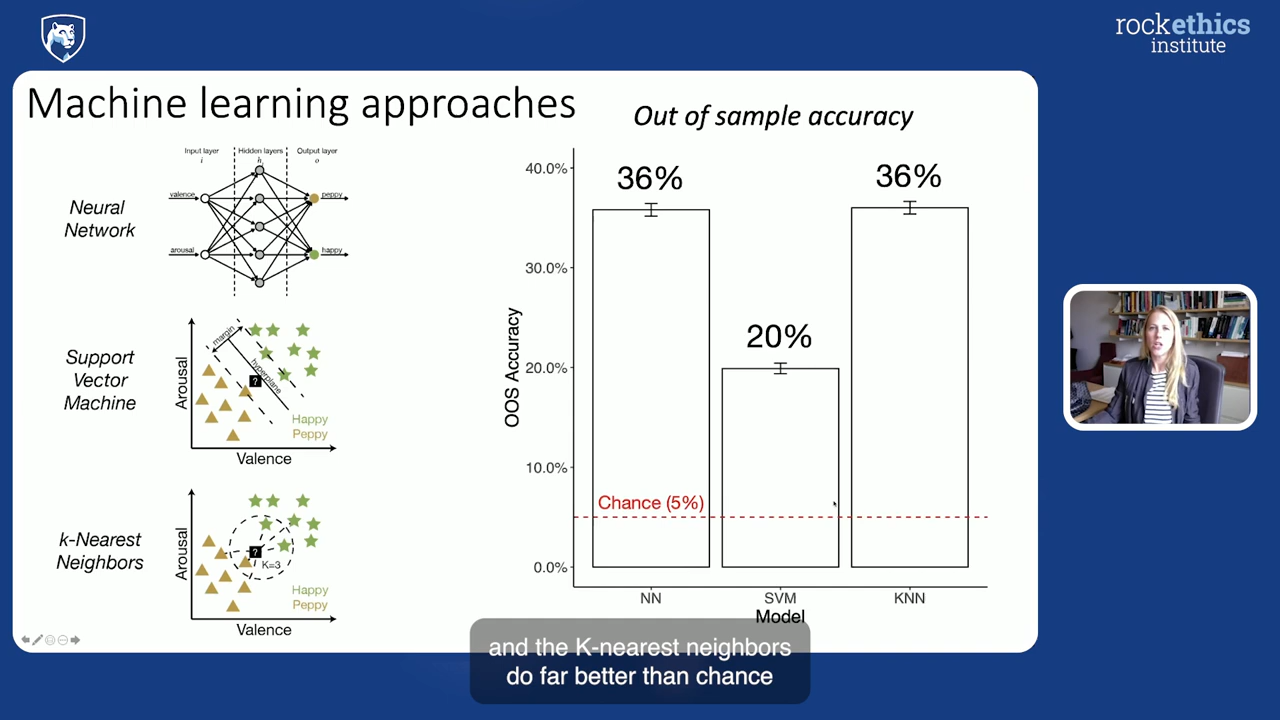 rockethics
institute
Machine learning approaches
Out of sample accuracy
Input layer
i
Hidden layers
Output layer
o
Neural
Network
valence
peppy
arousal
happy
Support
Vector
Machine
Arousal
margin
hyperplane
?
Happy
Peppy
Valence
k-Nearest
Neighbors
Arousal
?
K=3
Happy
Peppy
Valence
OOS Accuracy
40.0%
30.0%
20.0%
10.0%
0.0%
36%
20%
36%
Chance (5%)
NN
SVM
KNN
Model
and the K-nearest neighbors
do far better than chance